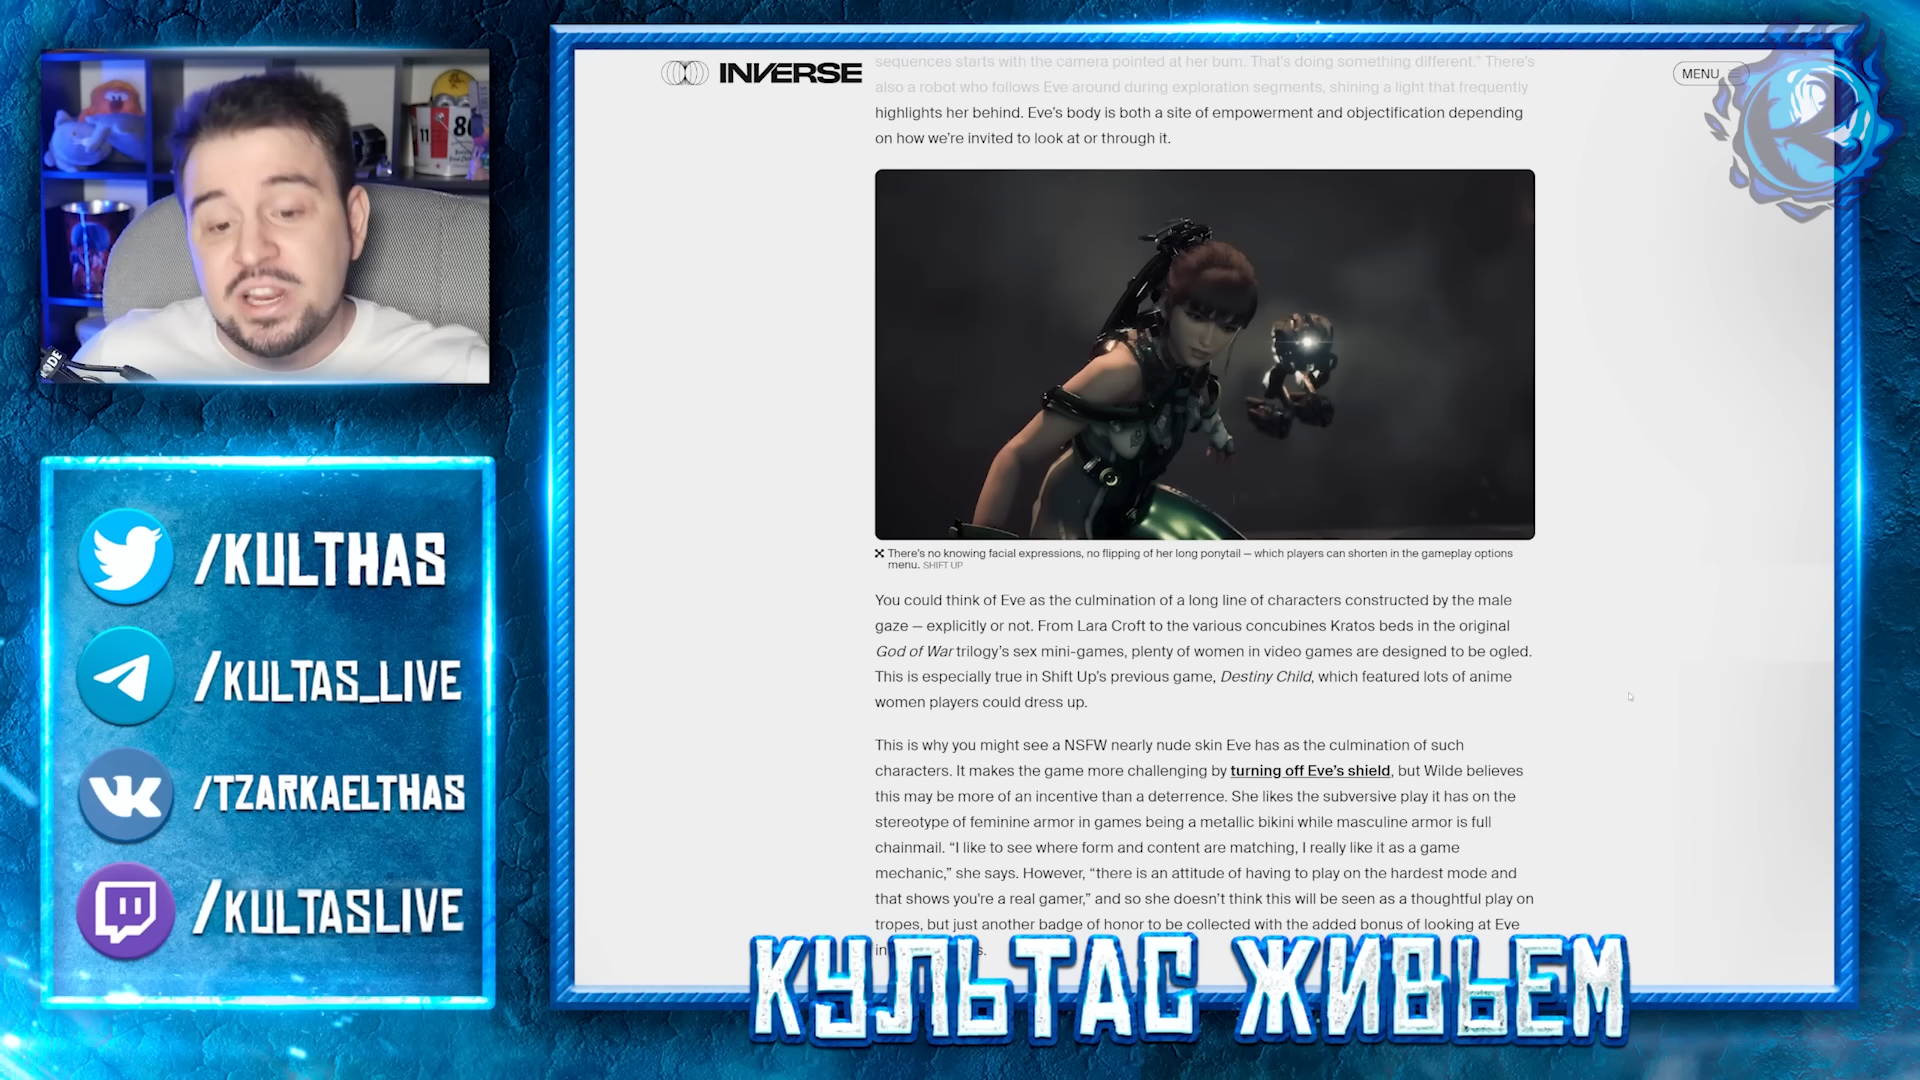 INVERSE
MENU
sequences starts with the camera pointed at her bum. That's doing something different." There's
also a robot who follows Eve around during exploration segments, shining a light that frequently
highlights her behind. Eve's body is both a site of empowerment and objectification depending
on how we're invited to look at or through it.
There's no knowing facial expressions, no flipping of her long ponytail — which players can shorten in the gameplay options
menu. SHIFT UP
You could think of Eve as the culmination of a long line of characters constructed by the male
gaze — explicitly or not. From Lara Croft to the various concubines Kratos beds in the original
God of War trilogy's sex mini-games, plenty of women in video games are designed to be ogled.
This is especially true in Shift Up's previous game, Destiny Child, which featured lots of anime
women players could dress up.
This is why you might see a NSFW nearly nude skin Eve has as the culmination of such
characters. It makes the game more challenging by turning off Eve's shield, but Wilde believes
this may be more of an incentive than a deterrence. She likes the subversive play it has on the
stereotype of feminine armor in games being a metallic bikini while masculine armor is full
chainmail. "I like to see where form and content are matching, I really like it as a game
mechanic," she says. However, "there is an attitude of having to play on the hardest mode and
that shows you're a real gamer," and so she doesn't think this will be seen as a thoughtful play on
tropes, but just another badge of honor to be collected with the added bonus of looking at Eve
/KULTHAS
/KULTAS_LIVE
/TZARKAELTHAS
/KULTASLIVE
КУЛЬТАС ЖИВЬЕМ